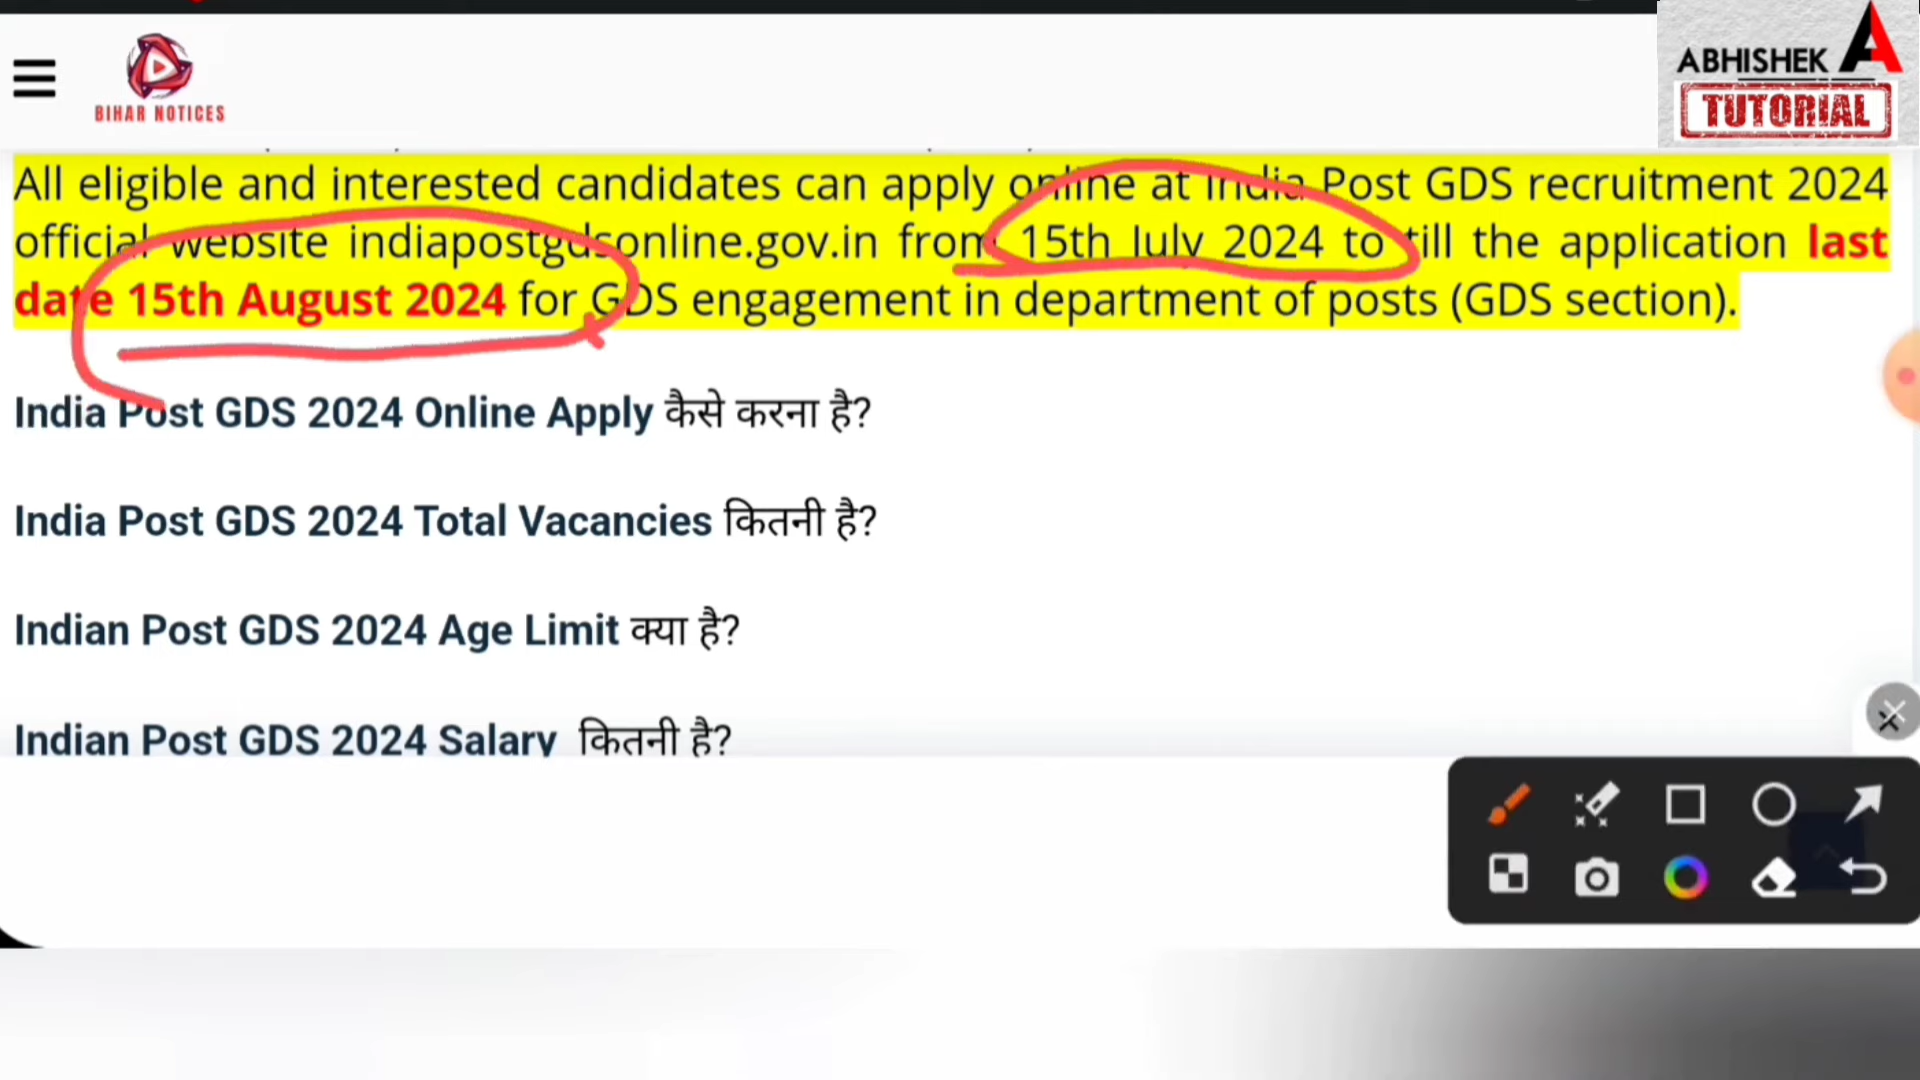 BIHAR NOTICES
ABHISHEK
TUTORIAL
All eligible and interested candidates can apply online at India Post GDS recruitment 2024
official website indiapostgdsonline.gov.in from 15th July 2024 to till the application last
date 15th August 2024 for GDS engagement in department of posts (GDS section).
India Post GDS 2024 Online Apply कैसे करना है?
India Post GDS 2024 Total Vacancies कितनी है?
Indian Post GDS 2024 Age Limit क्या है?
Indian Post GDS 2024 Salary कितनी है?